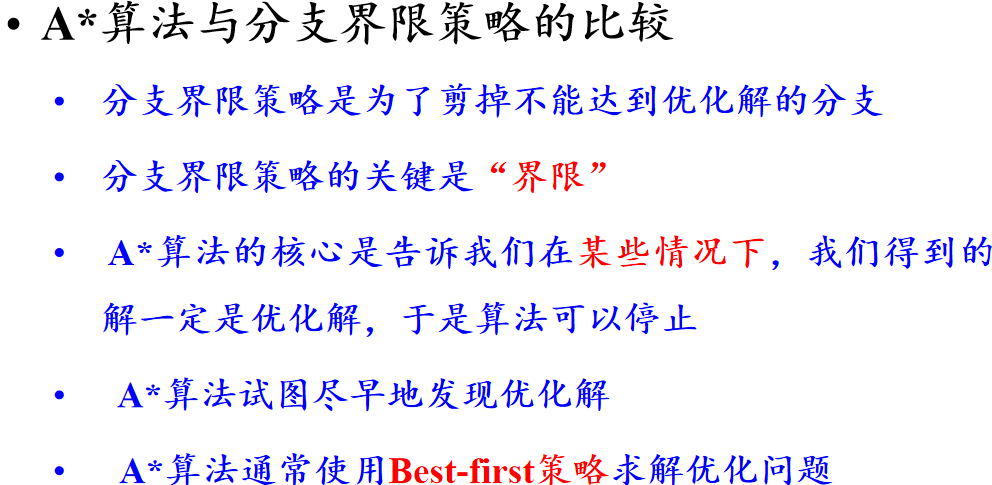 • A*算法与分支界限策略的比较
• 分支界限策略是为了剪掉不能达到优化解的分支
• 分支界限策略的关键是“界限”
• A*算法的核心是告诉我们在某些情况下，我们得到的
解一定是优化解，于是算法可以停止
• A*算法试图尽早地发现优化解
• A*算法通常使用Best-first策略求解优化问题